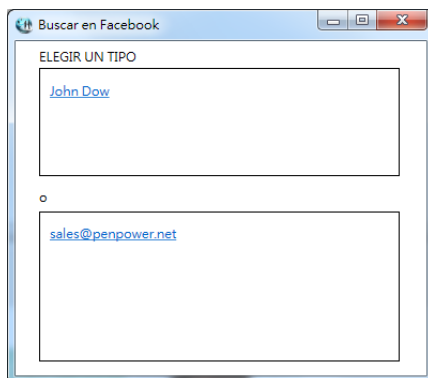 Buscar en Facebook
ELEGIR UN TIPO
John Dow
o
sales@penpower.net